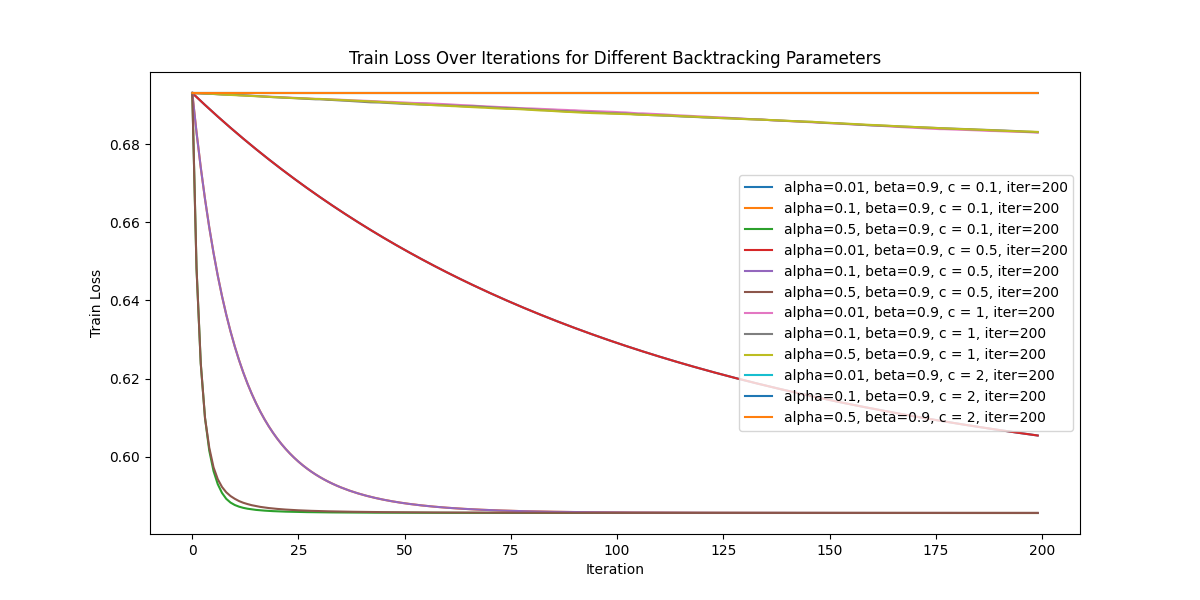 Train Loss Over Iterations for Different Backtracking Parameters
Train Loss
0.68
0.66
0.64
0.62
0.60
alpha=0.01, beta=0.9, c = 0.1, iter=200
alpha=0.1, beta=0.9, c = 0.1, iter=200
alpha=0.5, beta=0.9, c = 0.1, iter=200
alpha=0.01, beta=0.9, c = 0.5, iter=200
alpha=0.1, beta=0.9, c = 0.5, iter=200
alpha=0.5, beta=0.9, c = 0.5, iter=200
alpha=0.01, beta=0.9, c = 1, iter=200
alpha=0.1, beta=0.9, c = 1, iter=200
alpha=0.5, beta=0.9, c = 1, iter=200
alpha=0.01, beta=0.9, c = 2, iter=200
alpha=0.1, beta=0.9, c = 2, iter=200
alpha=0.5, beta=0.9, c = 2, iter=200
0 25 50 75 100 125 150 175 200
Iteration